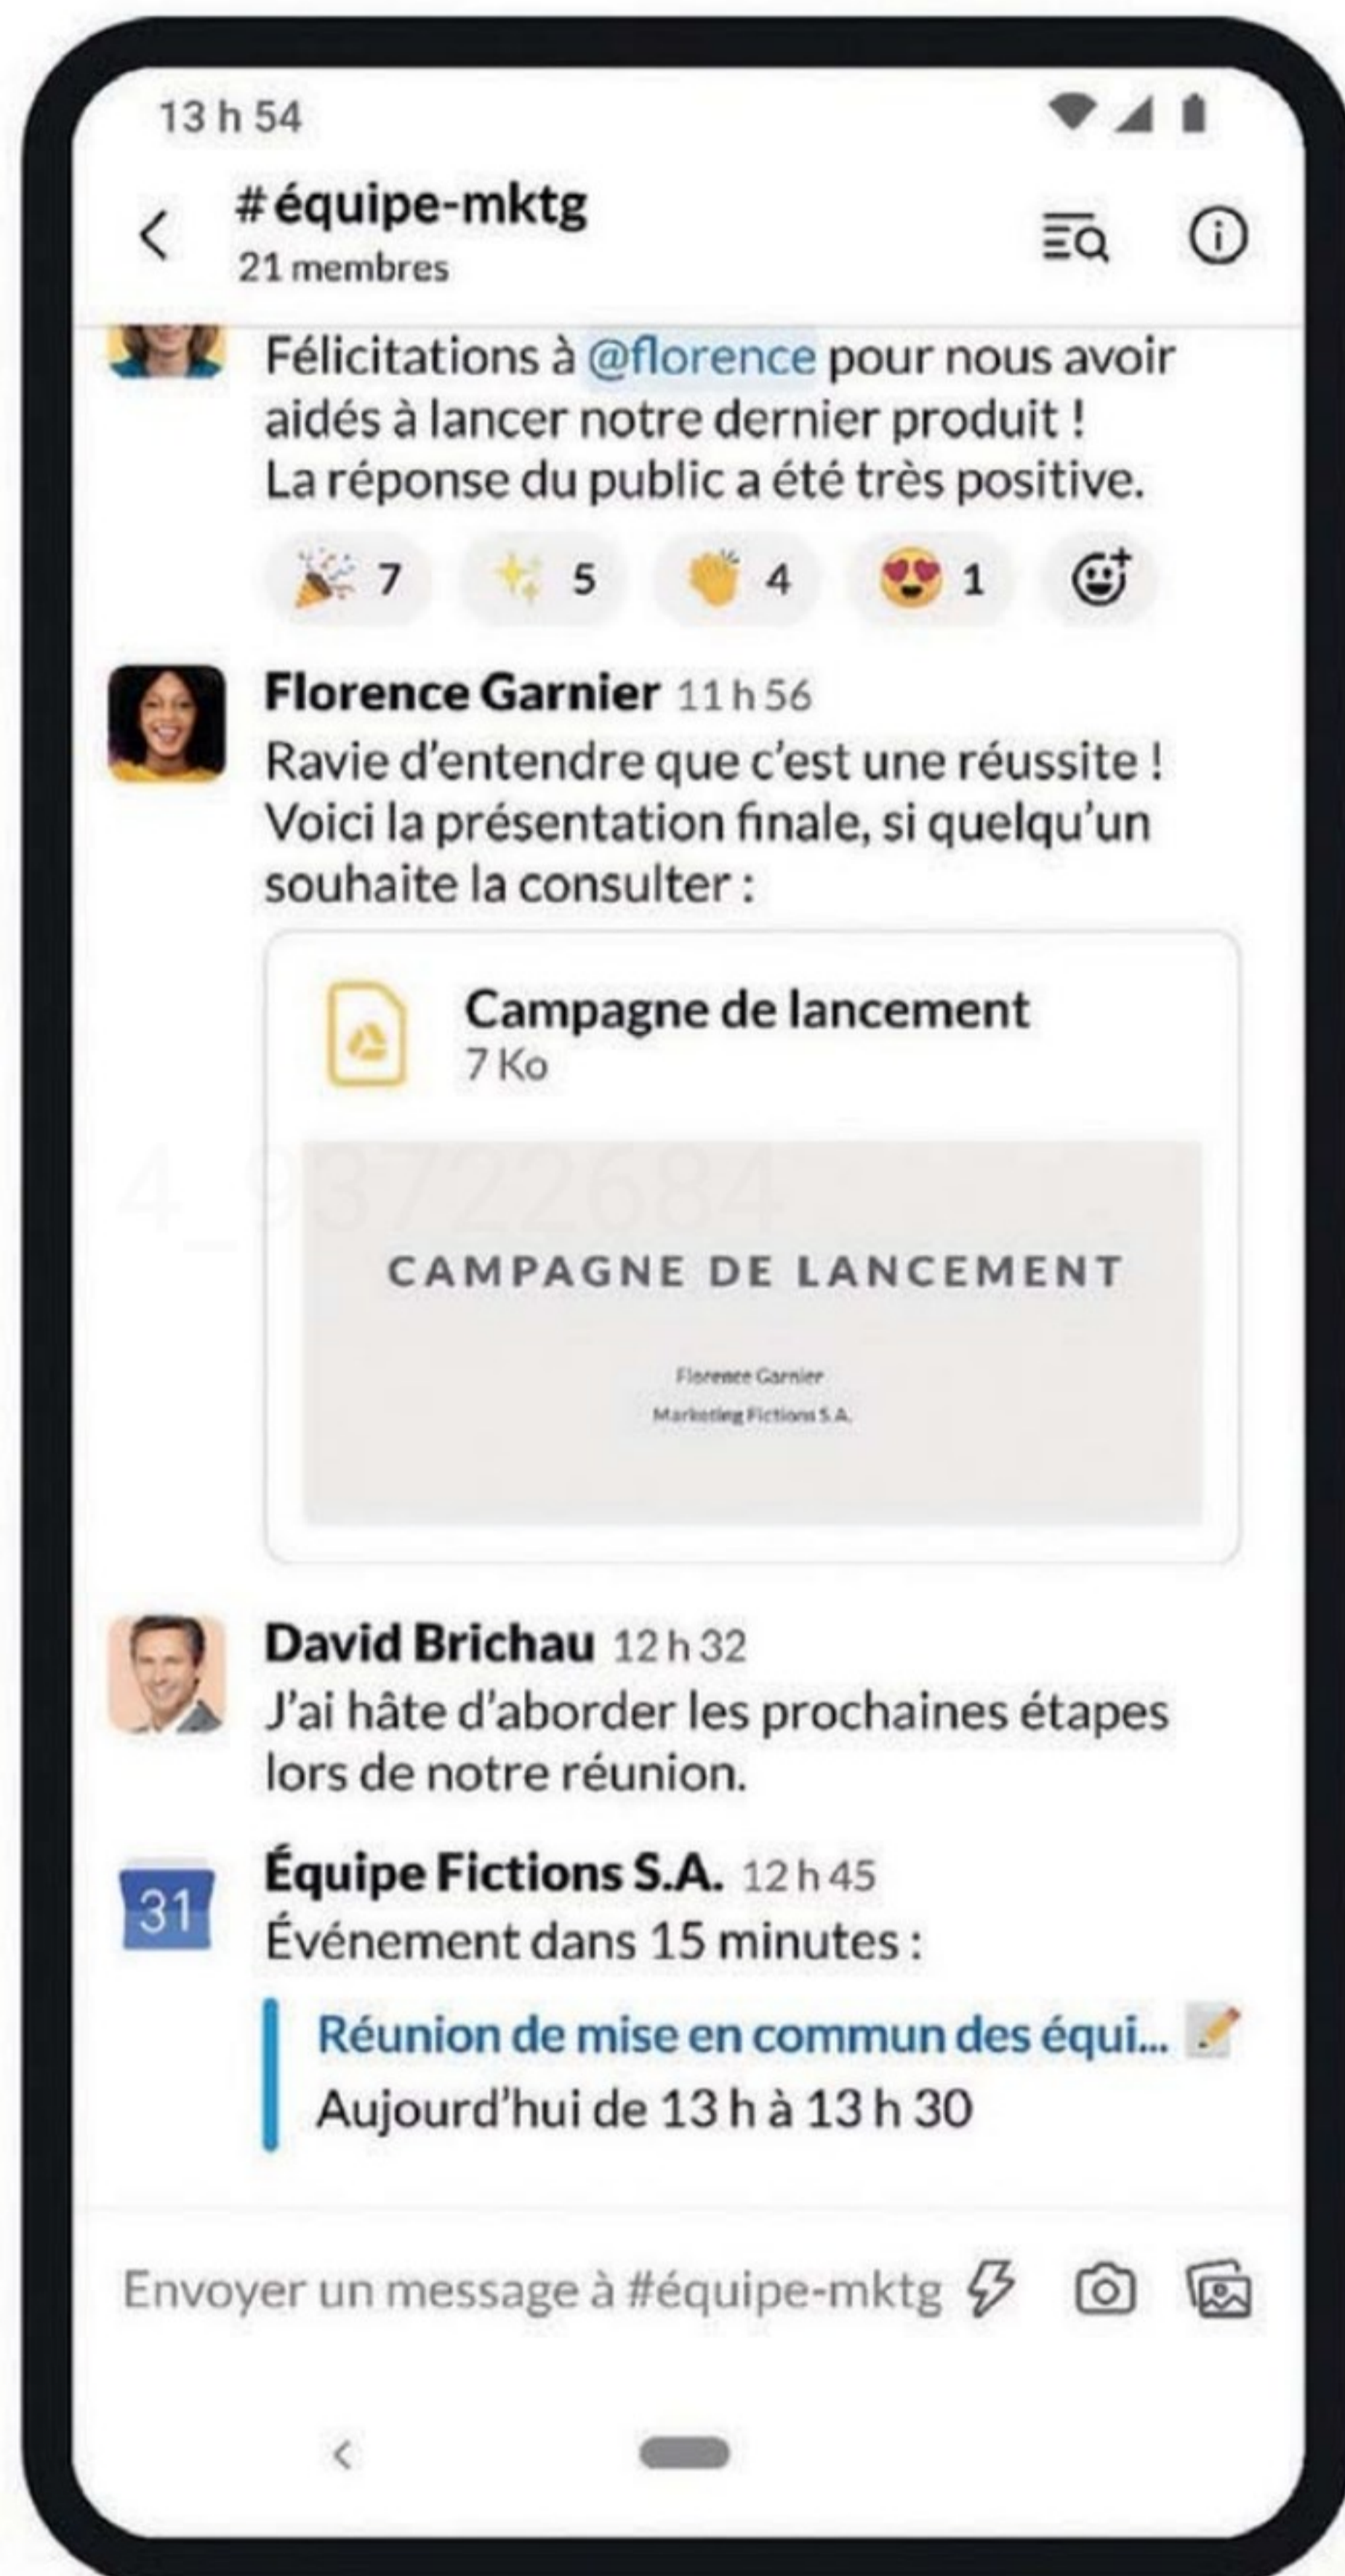 13 h 54
#équipe-mktg
21 membres
Félicitations à @florence pour nous avoir
aidés à lancer notre dernier produit !
La réponse du public a été très positive.
7 5 4 1
Florence Garnier 11 h 56
Ravie d’entendre que c’est une réussite !
Voici la présentation finale, si quelqu’un
souhaite la consulter :
Campagne de lancement
7 Ko
4_93722684
CAMPAGNE DE LANCEMENT
Florence Garnier
Marketing Fictions S.A.
David Brichau 12 h 32
J’ai hâte d’aborder les prochaines étapes
lors de notre réunion.
31
Équipe Fictions S.A. 12 h 45
Événement dans 15 minutes :
Réunion de mise en commun des équi...
Aujourd’hui de 13 h à 13 h 30
Envoyer un message à #équipe-mktg